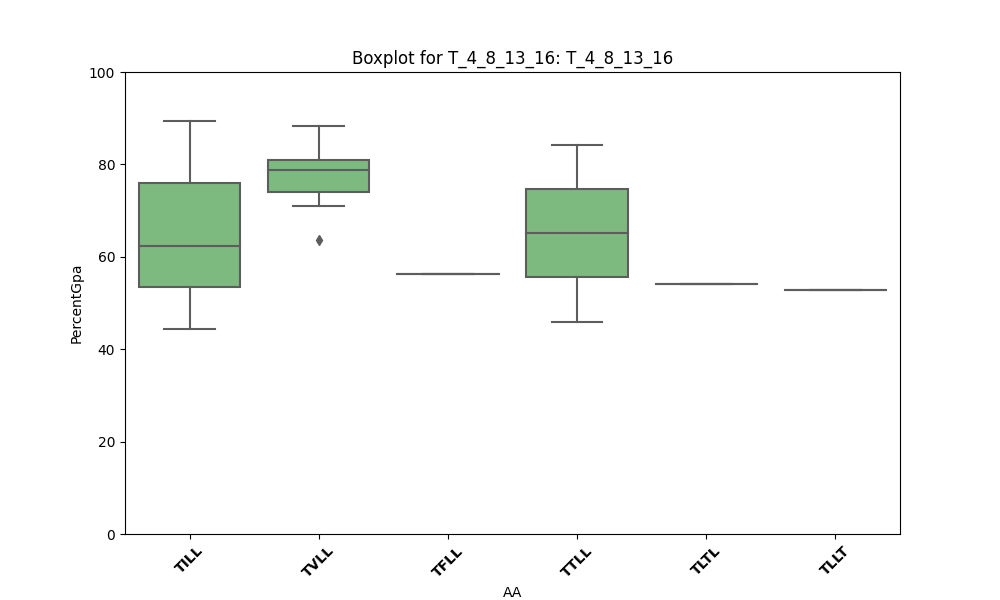 Boxplot for T_4_8_13_16: T_4_8_13_16
PercentGpa
100
80
60
40
20
0
TILL
TVLL
TFLL
TTLL
TLTL
TLLT
AA